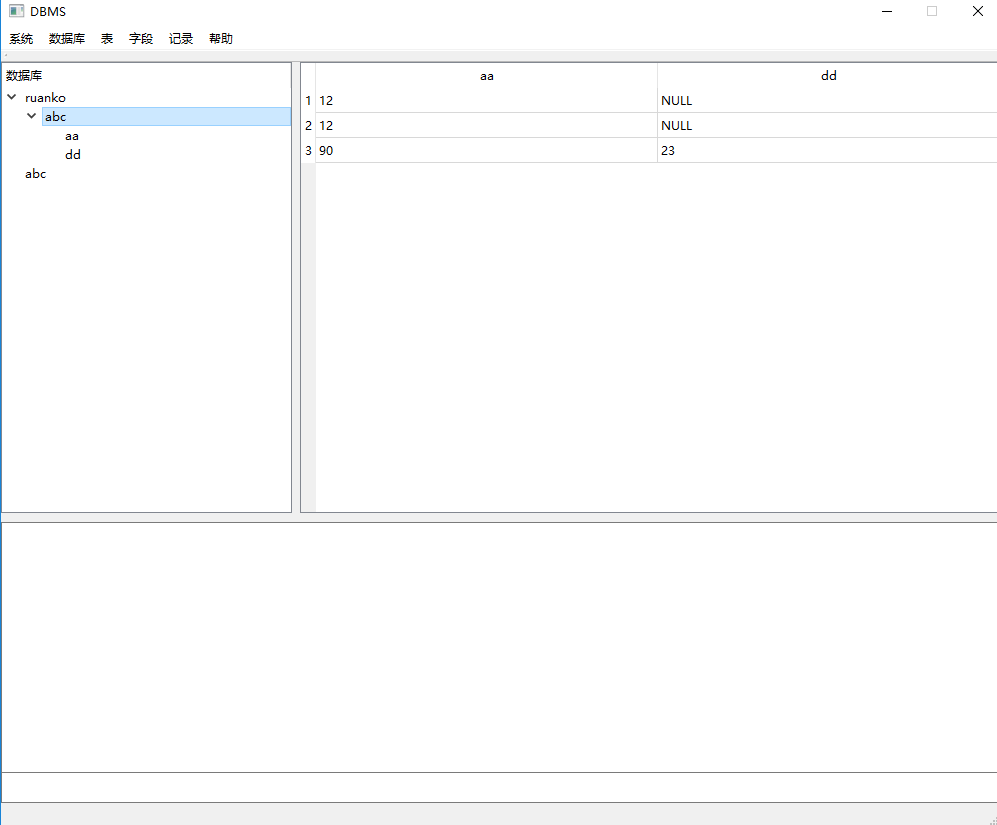 DBMS
系统 数据库 表 字段 记录 帮助
数据库
ruanko
abc
aa
dd
abc
aa dd
1 12 NULL
2 12 NULL
3 90 23